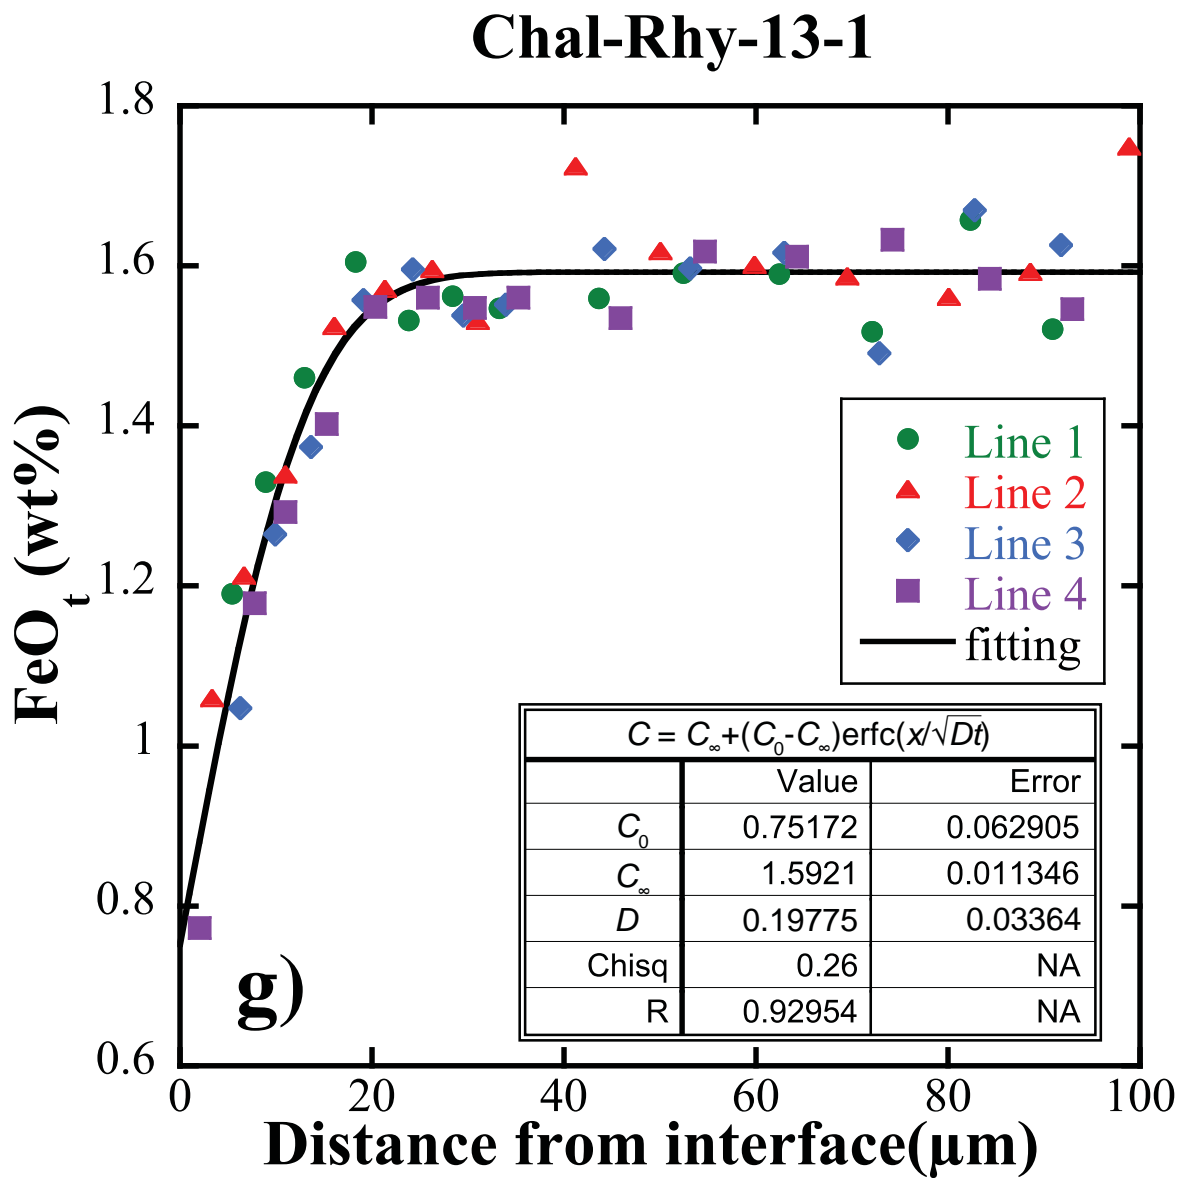 Chal-Rhy-13-1
FeOt (wt%)
1.8
1.6
1.4
1.2
1
0.8
0.6
Line 1
Line 2
Line 3
Line 4
fitting
C = C∞+(C0-C∞)erfc(x/√Dt)
Value Error
C0 0.75172 0.062905
C∞ 1.5921 0.011346
D 0.19775 0.03364
Chisq 0.26 NA
R 0.92954 NA
g)
0 20 40 60 80 100
Distance from interface(µm)